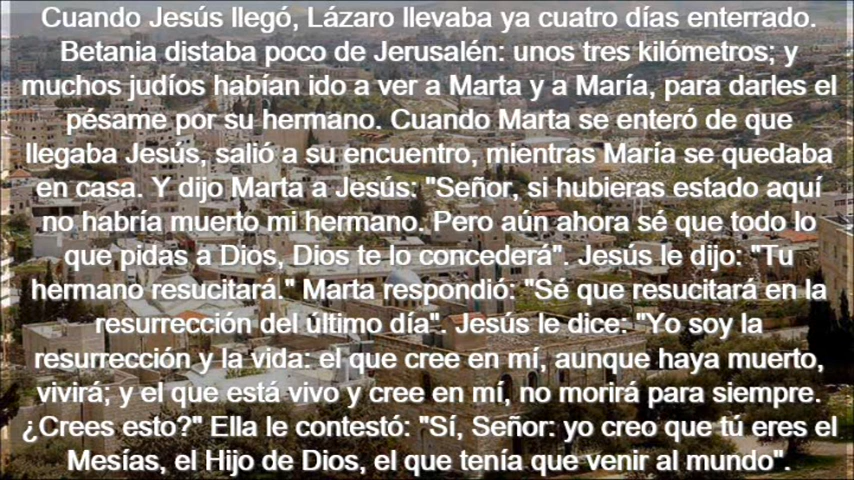 Cuando Jesús llegó, Lázaro llevaba ya cuatro días enterrado.
Betania distaba poco de Jerusalén: unos tres kilómetros; y
muchos judíos habían ido a ver a Marta y a María, para darles el
pésame por su hermano. Cuando Marta se enteró de que
llegaba Jesús, salió a su encuentro, mientras María se quedaba
en casa. Y dijo Marta a Jesús: "Señor, si hubieras estado aquí
no habría muerto mi hermano. Pero aún ahora sé que todo lo
que pidas a Dios, Dios te lo concederá". Jesús le dijo: "Tu
hermano resucitará." Marta respondió: "Sé que resucitará en la
resurrección del último día". Jesús le dice: "Yo soy la
resurrección y la vida: el que cree en mí, aunque haya muerto,
vivirá; y el que está vivo y cree en mí, no morirá para siempre.
¿Crees esto?" Ella le contestó: "Sí, Señor: yo creo que tú eres el
Mesías, el Hijo de Dios, el que tenía que venir al mundo".